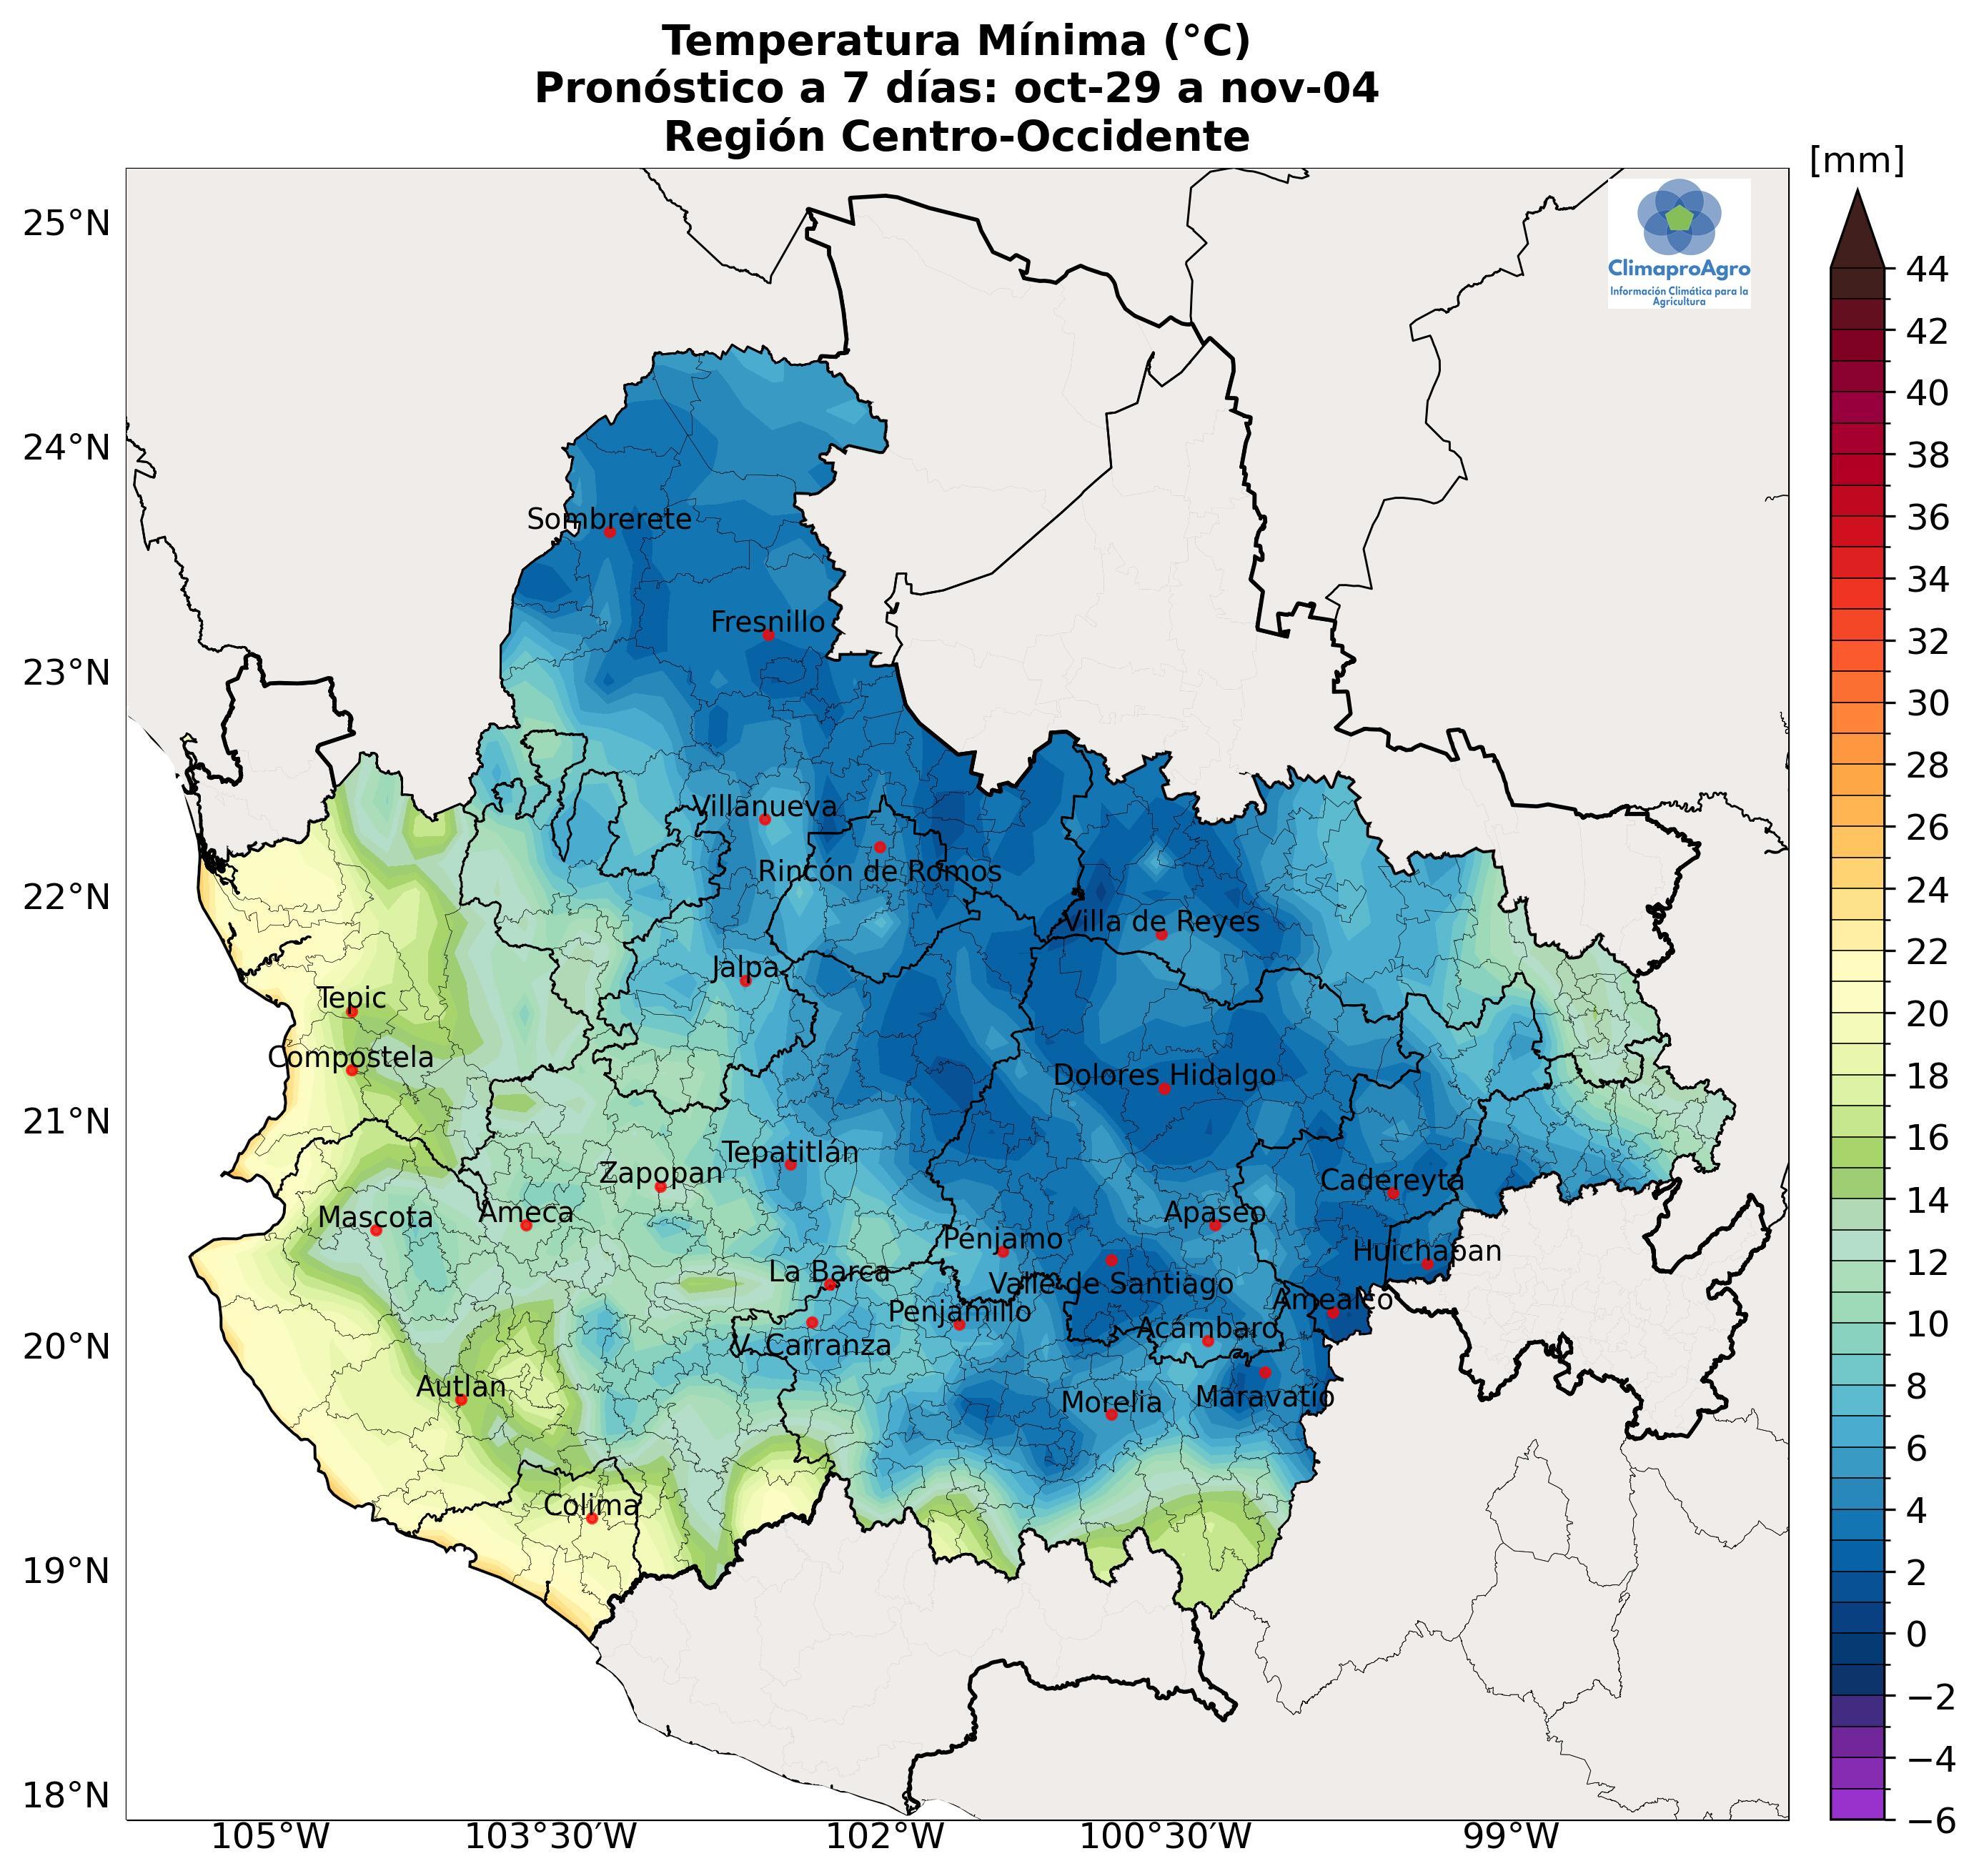 Temperatura Mínima (°C)
Pronóstico a 7 días: oct-29 a nov-04
Región Centro-Occidente
[mm]
ClimaproAgro
Información Climática para la
Agricultura
25°N
24°N
23°N
22°N
21°N
20°N
19°N
18°N
Sombrerete
Fresnillo
Villanueva
Rincón de Romos
Villa de Reyes
Jalpa
Tepic
Compostela
Dolores Hidalgo
Tepatitlán
Zapopan
Cadereyta
Mascota
Ameca
Apaseo
Pénjamo
Huichapan
La Barca
Valle de Santiago
Amealco
Penjamillo
Acámbaro
V. Carranza
Autlan
Morelia
Maravatío
Colima
105°W
103°30'W
102°W
100°30'W
99°W
44
42
40
38
36
34
32
30
28
26
24
22
20
18
16
14
12
10
8
6
4
2
0
−2
−4
−6